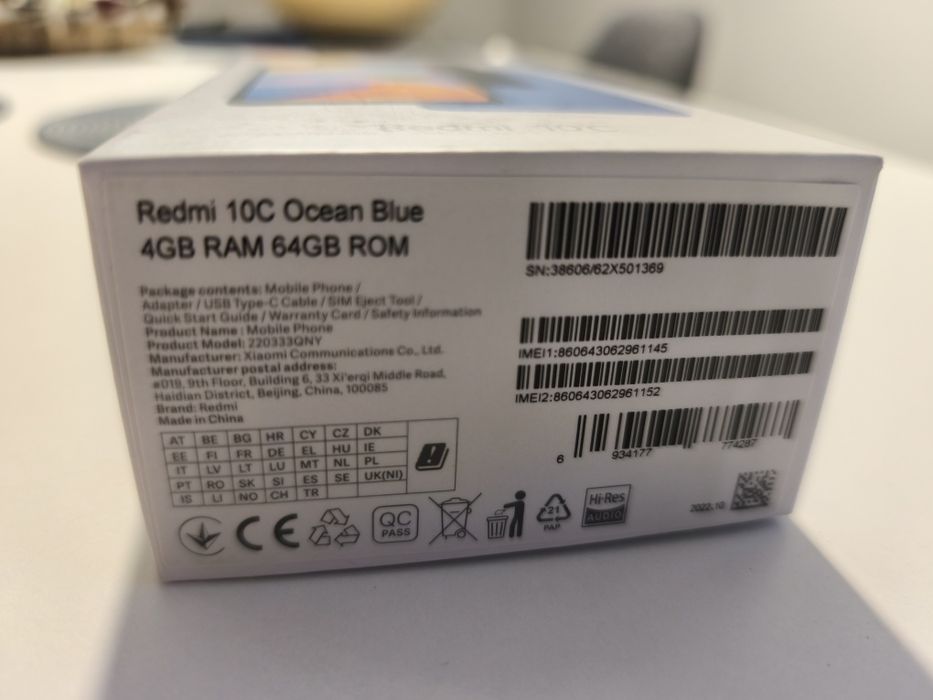 Redmi 10C
Redmi 10C Ocean Blue
4GB RAM 64GB ROM
Package contents: Mobile Phone /
Adapter / USB Type-C Cable / SIM Eject Tool /
Quick Start Guide / Warranty Card / Safety Information
Product Name : Mobile Phone
Product Model: 220333QNY
Manufacturer: Xiaomi Communications Co., Ltd.
Manufacturer postal address:
#019, 9th Floor, Building 6, 33 Xi'erqi Middle Road,
Haidian District, Beijing, China, 100085
Brand: Redmi
Made in China
AT BE BG HR CY CZ DK
EE FI FR DE EL HU IE
IT LV LT LU MT NL PL
PT RO SK SI ES SE UK(NI)
IS LI NO CH TR
CE
QC
PASS
21
PAP
Hi-Res
AUDIO
SN:38606/62X501369
IMEI1:860643062961145
IMEI2:860643062961152
6 934177 774287
2022.10